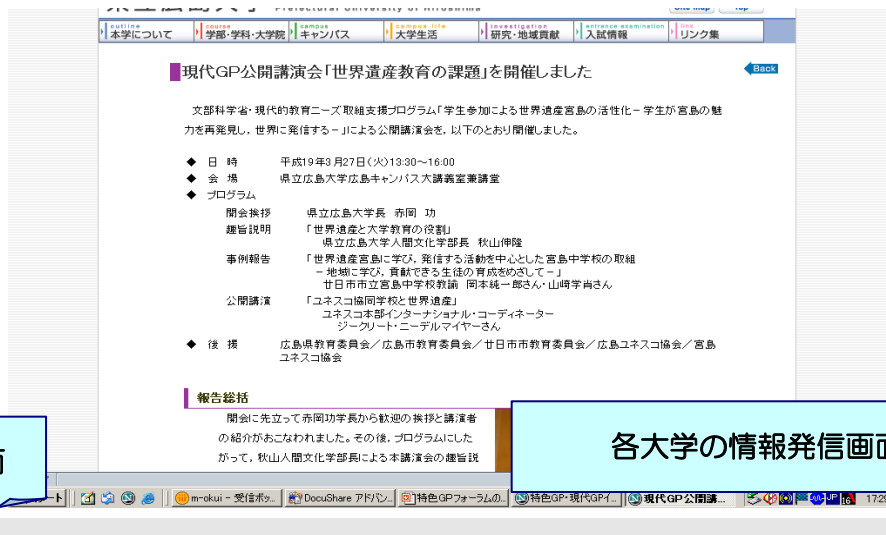 Prefectural University of Hiroshima
Site map
Top
outline
course
campus
campus life
investigation
entrance examination
link
本学について
学部・学科・大学院
キャンパス
大学生活
研究・地域貢献
入試情報
リンク集
現代GP公開講演会「世界遺産教育の課題」を開催しました
Back
文部科学省・現代的教育ニーズ取組支援プログラム「学生参加による世界遺産宮島の活性化－学生が宮島の魅
力を再発見し，世界に発信する－」による公開講演会を，以下のとおり開催しました。
◆ 日 時 平成19年3月27日(火)13:30～16:00
◆ 会 場 県立広島大学広島キャンパス大講義室兼講堂
◆ プログラム
開会挨拶 県立広島大学長 赤岡 功
趣旨説明 「世界遺産と大学教育の役割」
県立広島大学人間文化学部長 秋山伸隆
事例報告 「世界遺産宮島に学び，発信する活動を中心とした宮島中学校の取組
－地域に学び，貢献できる生徒の育成をめざして－」
廿日市市立宮島中学校教諭 岡本純一郎さん・山崎学肖さん
公開講演 「ユネスコ協同学校と世界遺産」
ユネスコ本部インターナショナル・コーディネーター
ジークリート・ニーデルマイヤーさん
◆ 後 援 広島県教育委員会／広島市教育委員会／廿日市市教育委員会／広島ユネスコ協会／宮島
ユネスコ協会
報告総括
開会に先立って赤岡功学長から歓迎の挨拶と講演者
の紹介がおこなわれました。その後，プログラムにした
がって，秋山人間文化学部長による本講演会の趣旨説
各大学の情報発信画面
m-okui - 受信ボッ...
DocuShare アドバン...
特色GPフォーラムの...
特色GP・現代GPイ...
現代GP公開講...
JP
16
17:29